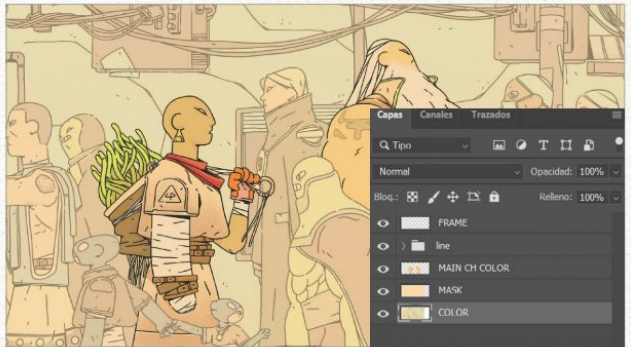 Capas Canales Trazados
Tipo
Normal Opacidad: 100%
Bloq.: Relleno: 100%
FRAME
line
MAIN CH COLOR
MASK
COLOR